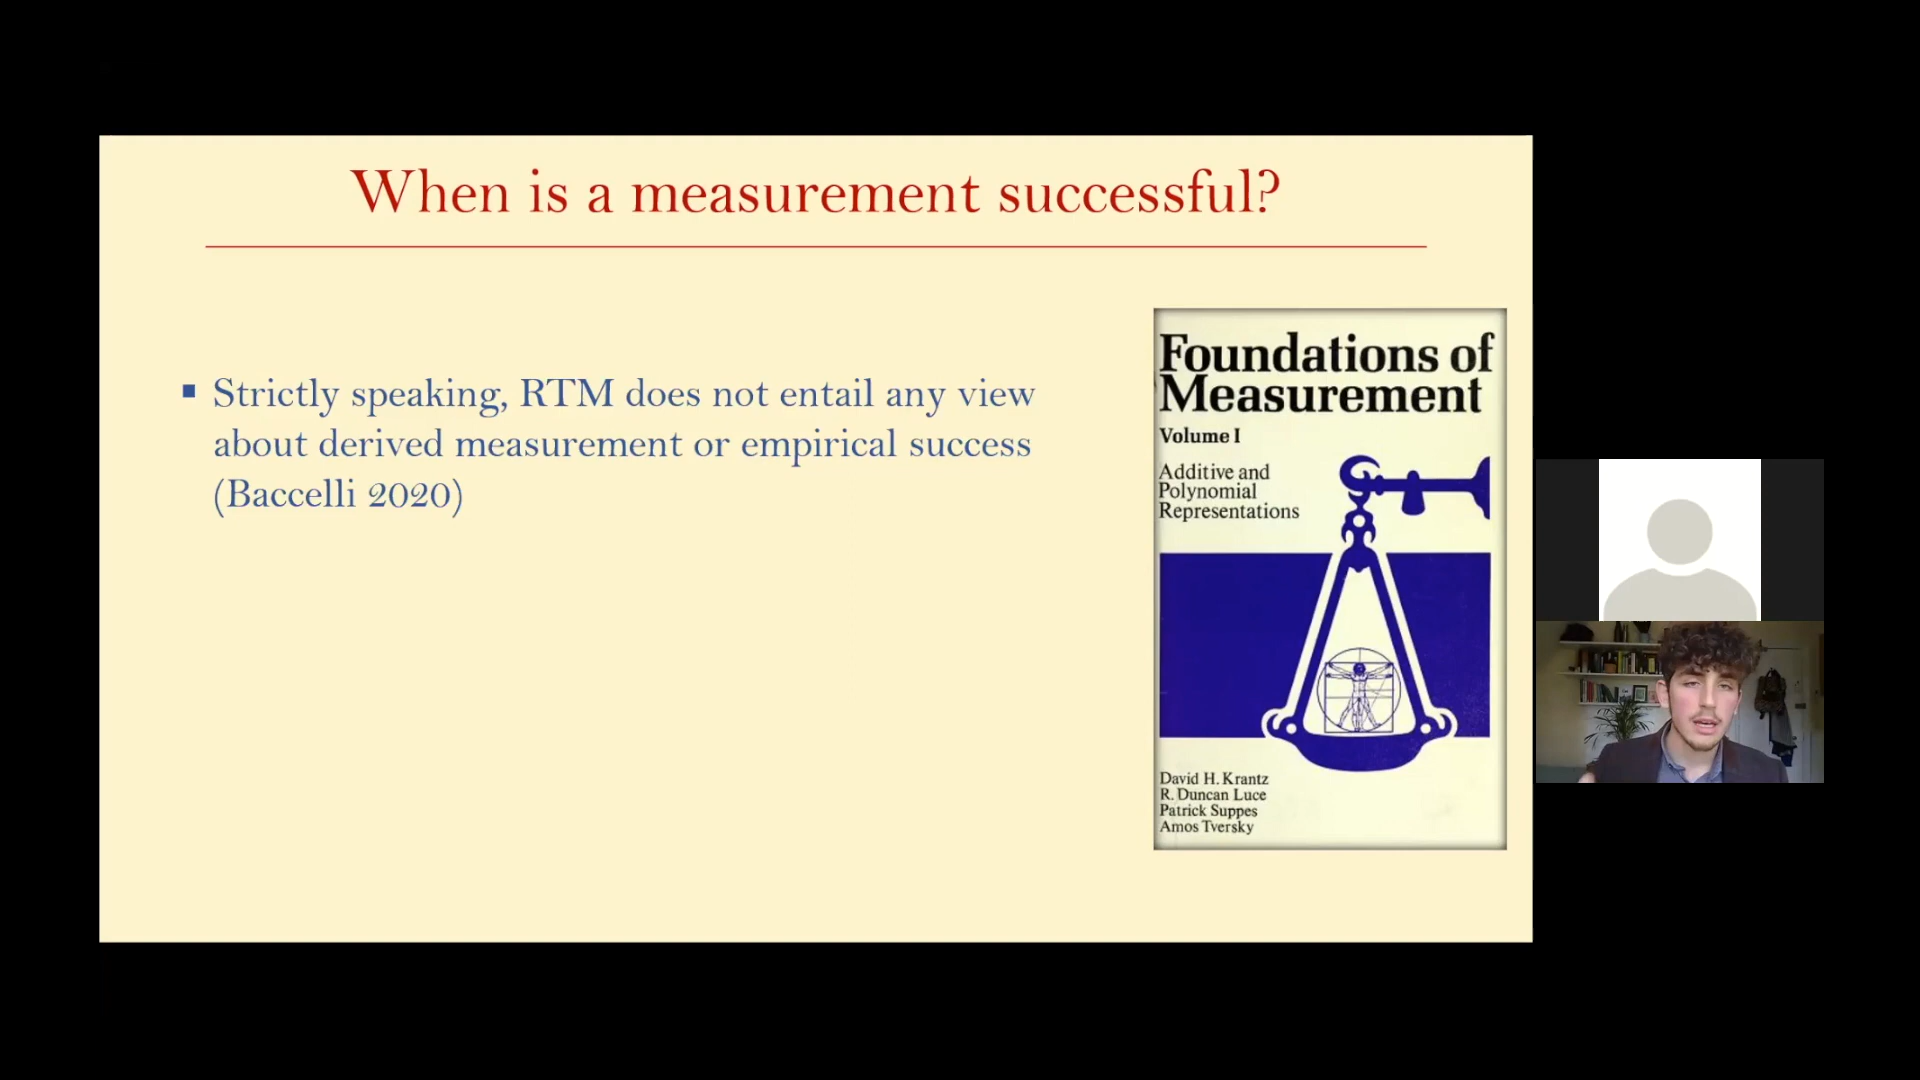 When is a measurement successful?
▪ Strictly speaking, RTM does not entail any view
about derived measurement or empirical success
(Baccelli 2020)
Foundations of
Measurement
Volume I
Additive and
Polynomial
Representations
David H. Krantz
R. Duncan Luce
Patrick Suppes
Amos Tversky